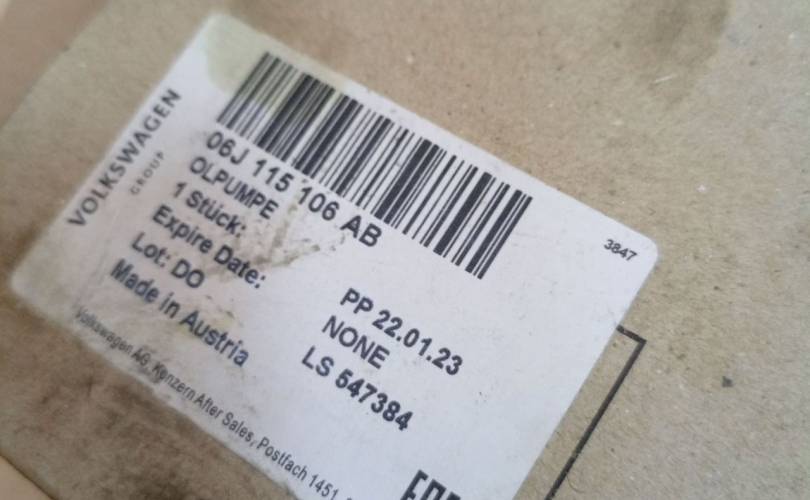 VOLKSWAGEN
GROUP
06J 115 106 AB
OLPUMPE
1 Stück: PP 22.01.23
Expire Date: NONE
Lot: DO LS 547384
Made in Austria
Volkswagen AG, Konzern After Sales, Postfach 1451,
3847